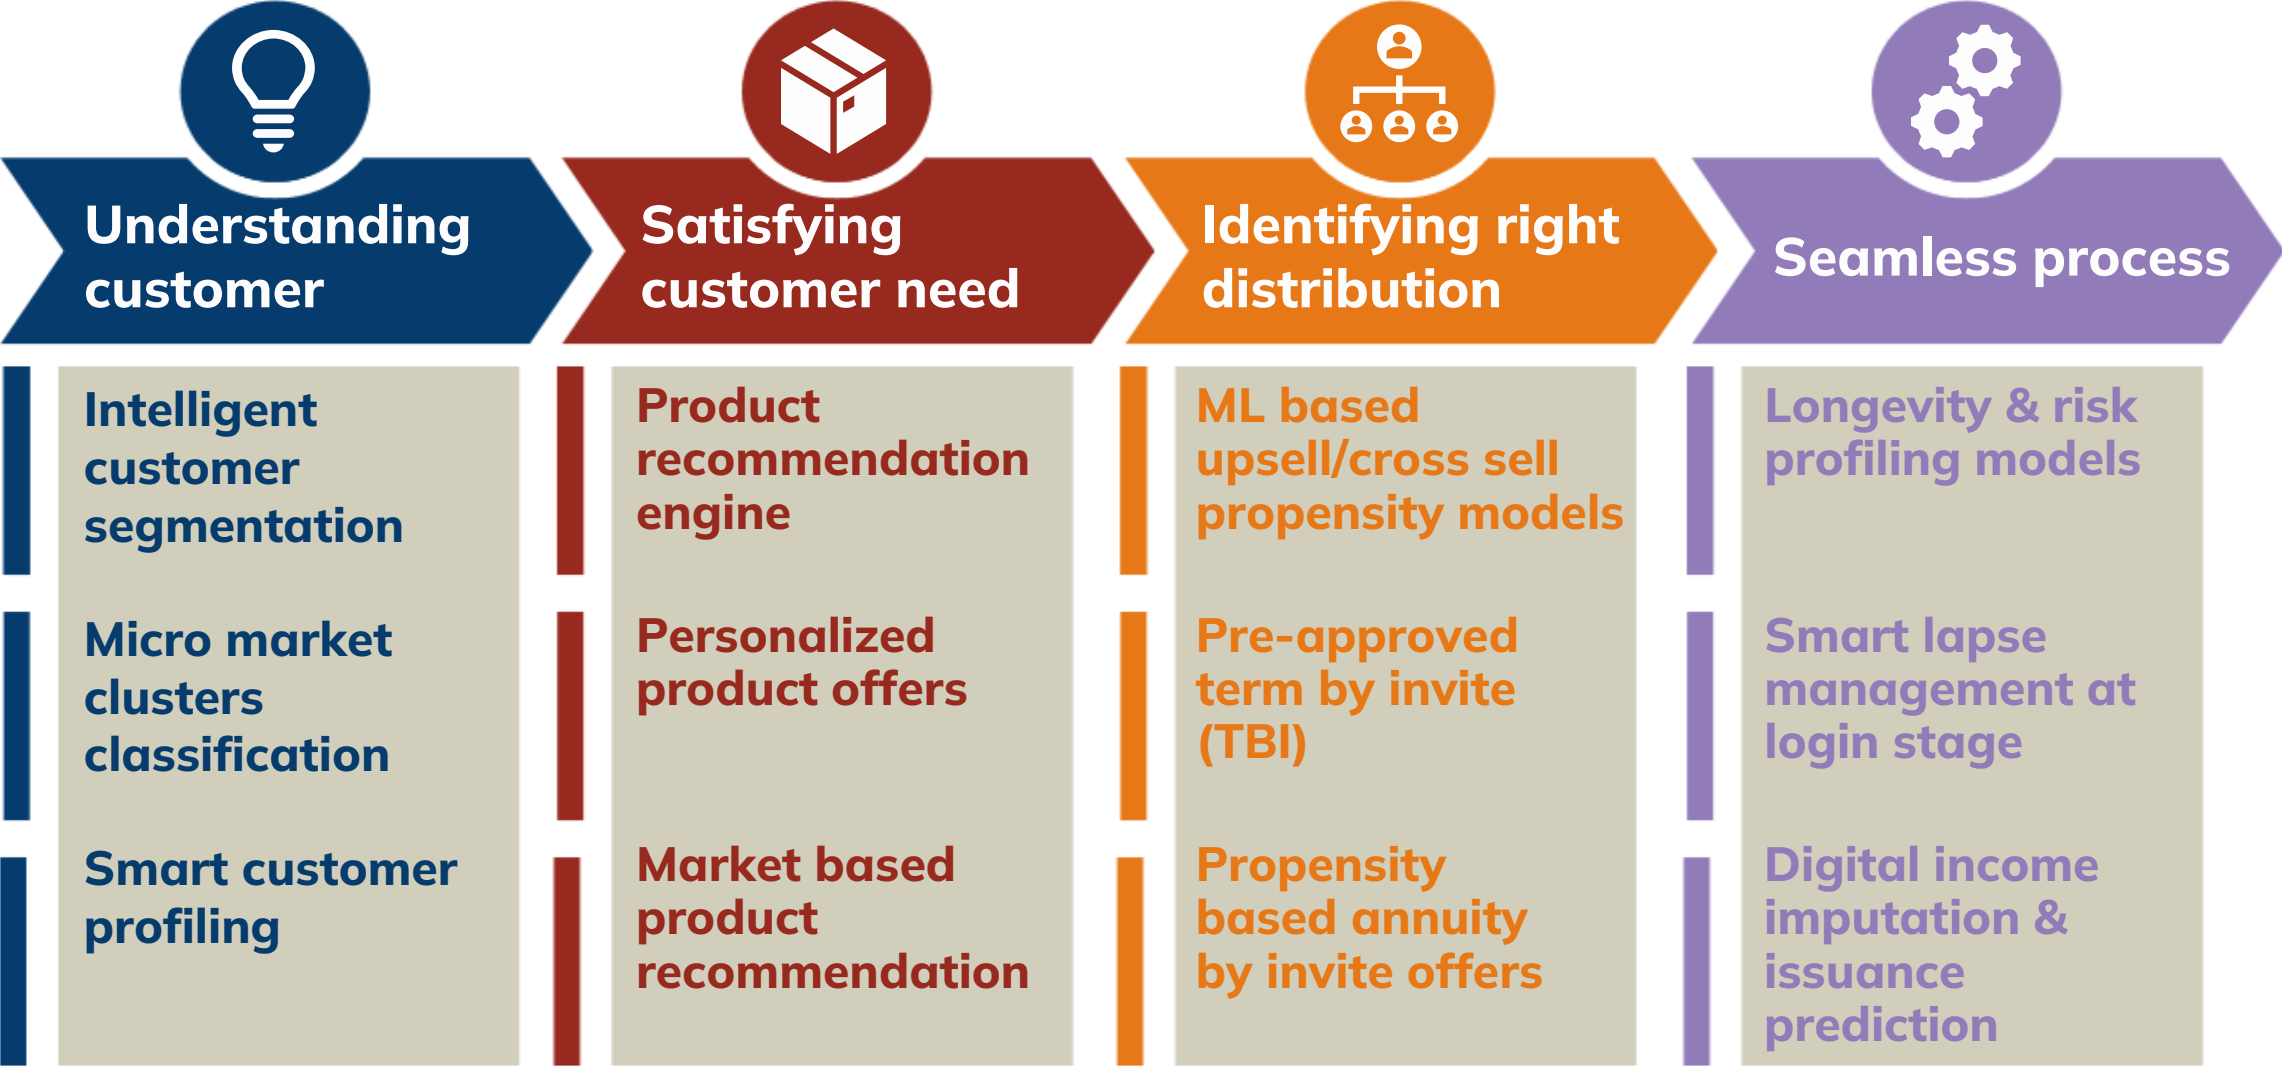 Understanding
customer
Satisfying
customer need
Identifying right
distribution
Seamless process
Intelligent
customer
segmentation
Micro market
clusters
classification
Smart customer
profiling
Product
recommendation
engine
Personalized
product offers
Market based
product
recommendation
ML based
upsell/cross sell
propensity models
Pre-approved
term by invite
(TBI)
Propensity
based annuity
by invite offers
Longevity & risk
profiling models
Smart lapse
management at
login stage
Digital income
imputation &
issuance
prediction